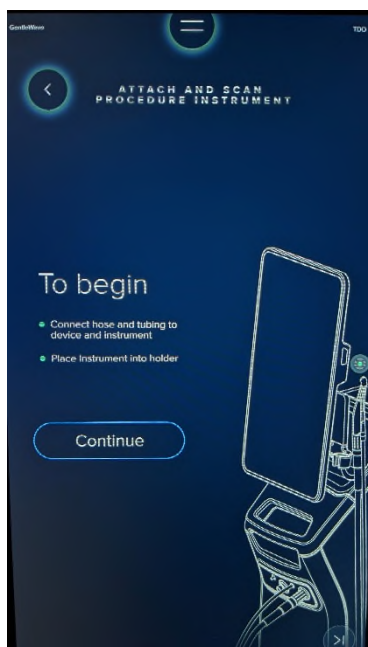 GentleWave
TDO
ATTACH AND SCAN
PROCEDURE INSTRUMENT
To begin
Connect hose and tubing to
device and instrument
Place Instrument into holder
Continue